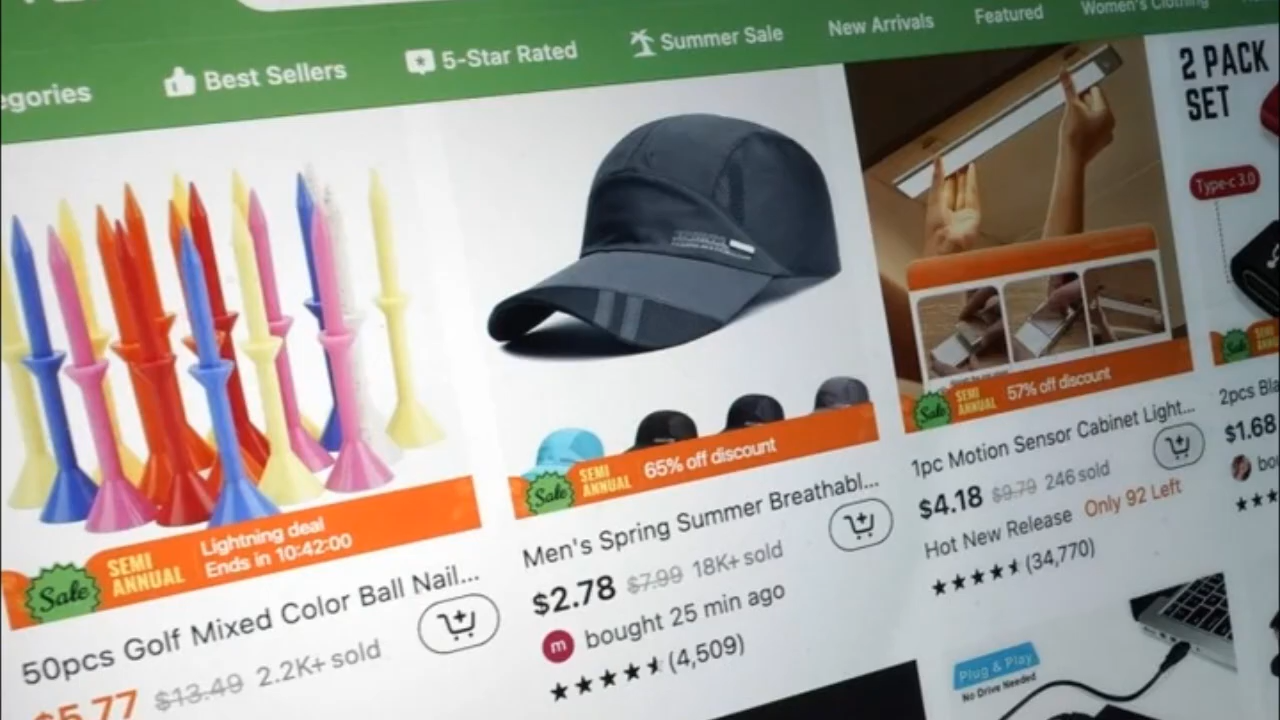 egories
Best Sellers
5-Star Rated
Summer Sale
New Arrivals
Featured
Women's Clothing
2 PACK
SET
Type-c 3.0
Sale
SEMI
ANNUAL
Lightning deal
Ends in 10:42:00
50pcs Golf Mixed Color Ball Nail...
$5.77 $13.49 2.2K+ sold
Sale
SEMI
ANNUAL
65% off discount
Men's Spring Summer Breathabl...
$2.78 $7.99 18K+ sold
m bought 25 min ago
(4,509)
Sale
SEMI
ANNUAL
57% off discount
1pc Motion Sensor Cabinet Light...
$4.18 $9.79 246 sold
Hot New Release Only 92 Left
(34,770)
Plug & Play
No Drive Needed
Sale
SEMI
2pcs Bla
$1.68
bo